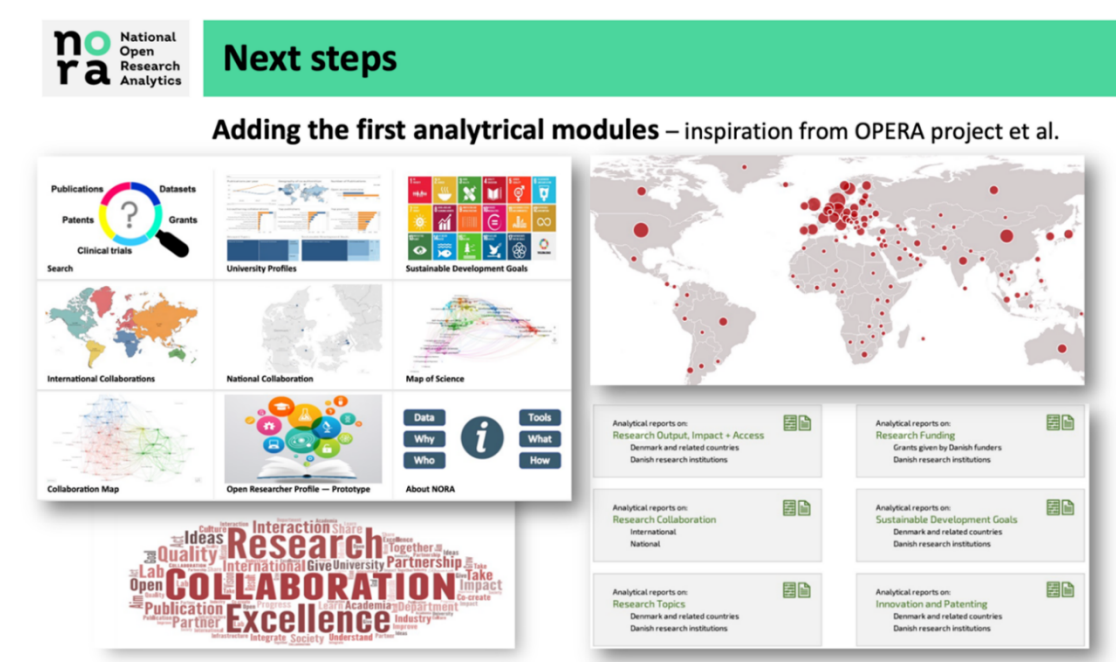 nora
National
Open
Research
Analytics
Next steps
Adding the first analytical modules – inspiration from OPERA project et al.
Publications
Datasets
?
Patents
Grants
Clinical trials
Search
University Profiles
Sustainable Development Goals
International Collaborations
National Collaboration
Map of Science
Collaboration Map
Open Researcher Profile — Prototype
Data
Why
Who
i
Tools
What
How
About NORA
Analytical reports on:
Research Output, Impact + Access
Denmark and related countries
Danish research institutions
Analytical reports on:
Research Funding
Grants given by Danish funders
Danish research institutions
Analytical reports on:
Research Collaboration
International
National
Analytical reports on:
Sustainable Development Goals
Denmark and related countries
Danish research institutions
Analytical reports on:
Research Topics
Denmark and related countries
Danish research institutions
Analytical reports on:
Innovation and Patenting
Denmark and related countries
Danish research institutions
Culture Interaction Share
Ideas Research Together Ideas
Quality International Give University Partnership
Lab COLLABORATION Take
Open Impact
Progress Learn Academia Department Co-create
Publication Excellence Industry
Partner Improve
Integrate Society Understand